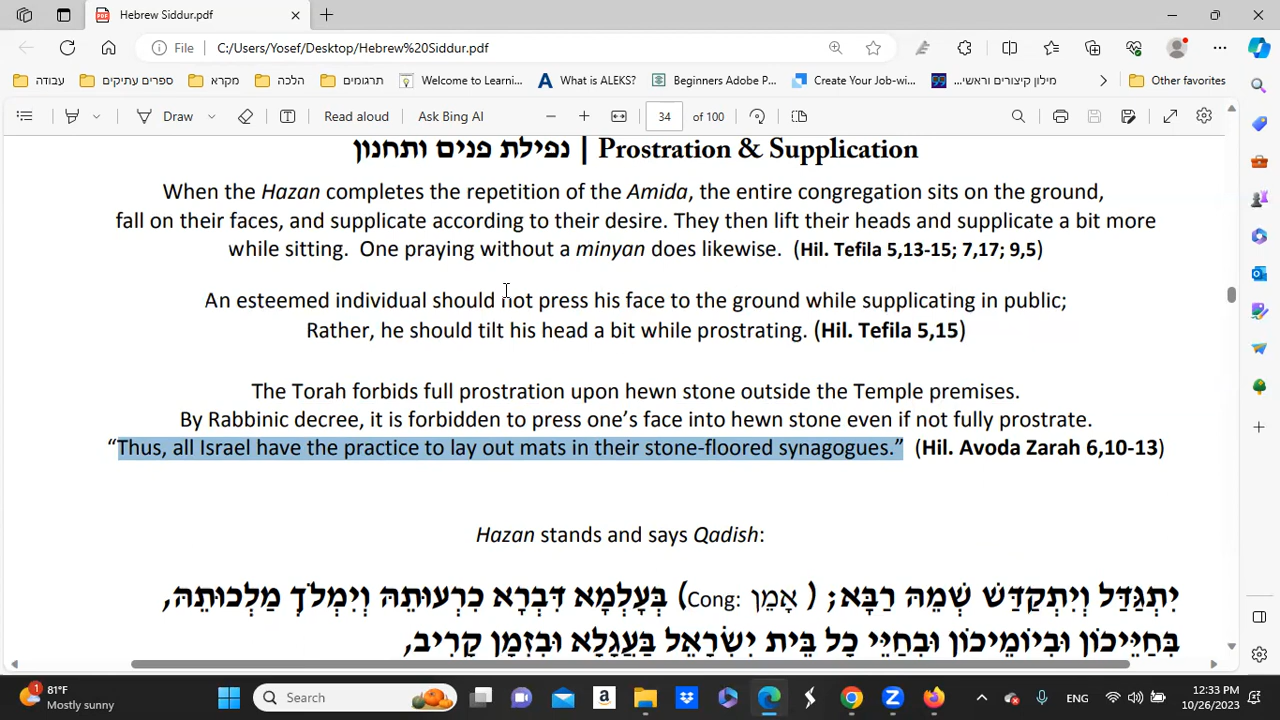 Hebrew Siddur.pdf
File
C:/Users/Yosef/Desktop/Hebrew%20Siddur.pdf
עבודה
ספרים עתיקים
מקרא
הלכה
תרגומים
Welcome to Learni...
What is ALEKS?
Beginners Adobe P...
Create Your Job-wi...
מילון קיצורים וראשי...
Other favorites
Draw
Read aloud
Ask Bing AI
34 of 100
נפילת פנים ותחנון | Prostration & Supplication
When the Hazan completes the repetition of the Amida, the entire congregation sits on the ground,
fall on their faces, and supplicate according to their desire. They then lift their heads and supplicate a bit more
while sitting. One praying without a minyan does likewise. (Hil. Tefila 5,13-15; 7,17; 9,5)
An esteemed individual should not press his face to the ground while supplicating in public;
Rather, he should tilt his head a bit while prostrating. (Hil. Tefila 5,15)
The Torah forbids full prostration upon hewn stone outside the Temple premises.
By Rabbinic decree, it is forbidden to press one’s face into hewn stone even if not fully prostrate.
“Thus, all Israel have the practice to lay out mats in their stone-floored synagogues.” (Hil. Avoda Zarah 6,10-13)
Hazan stands and says Qadish:
יִתְגַּדַּל וְיִתְקַדַּשׁ שְׁמֵהּ רַבָּא; (Cong: אָמֵן) בְּעָלְמָא דִּבְרָא כִרְעוּתֵהּ וְיִמְלֹךְ מַלְכוּתֵהּ,
בְּחַיֵּיכוֹן וּבְיוֹמֵיכוֹן וּבְחַיֵּי כָל בֵּית יִשְׂרָאֵל בַּעֲגָלָא וּבִזְמָן קָרִיב,
1
81°F
Mostly sunny
Search
ENG
12:33 PM
10/26/2023